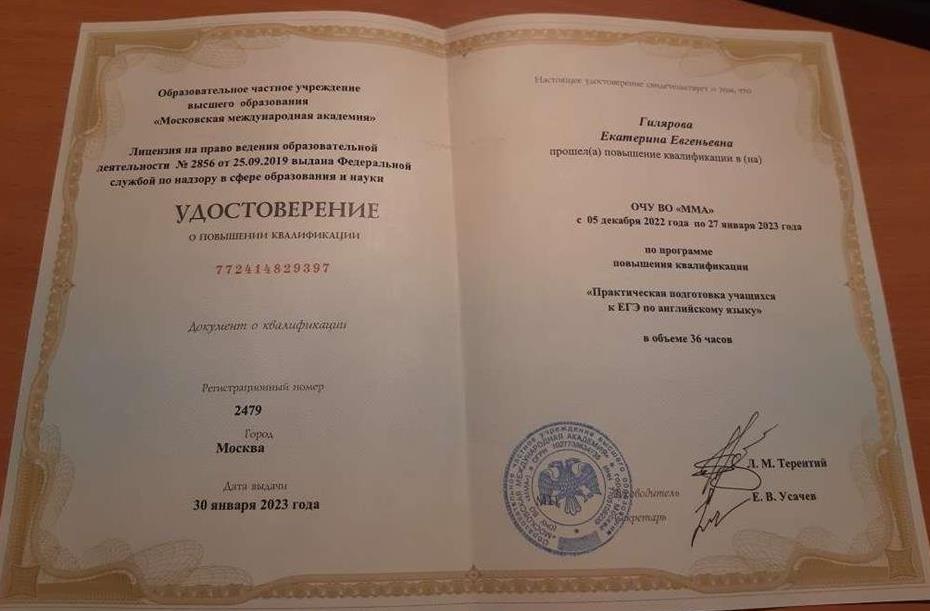 Образовательное частное учреждение
высшего образования
«Московская международная академия»
Лицензия на право ведения образовательной
деятельности № 2856 от 25.09.2019 выдана Федеральной
службой по надзору в сфере образования и науки
УДОСТОВЕРЕНИЕ
О ПОВЫШЕНИИ КВАЛИФИКАЦИИ
772414829397
Документ о квалификации
Регистрационный номер
2479
Город
Москва
Дата выдачи
30 января 2023 года
Настоящее удостоверение свидетельствует о том, что
Гилярова
Екатерина Евгеньевна
прошел(а) повышение квалификации в (на)
ОЧУ ВО «ММА»
с 05 декабря 2022 года по 27 января 2023 года
по программе
повышения квалификации
«Практическая подготовка учащихся
к ЕГЭ по английскому языку»
в объеме 36 часов
Л. М. Терентий
М.П.
Руководитель
Е. В. Усачев
Секретарь